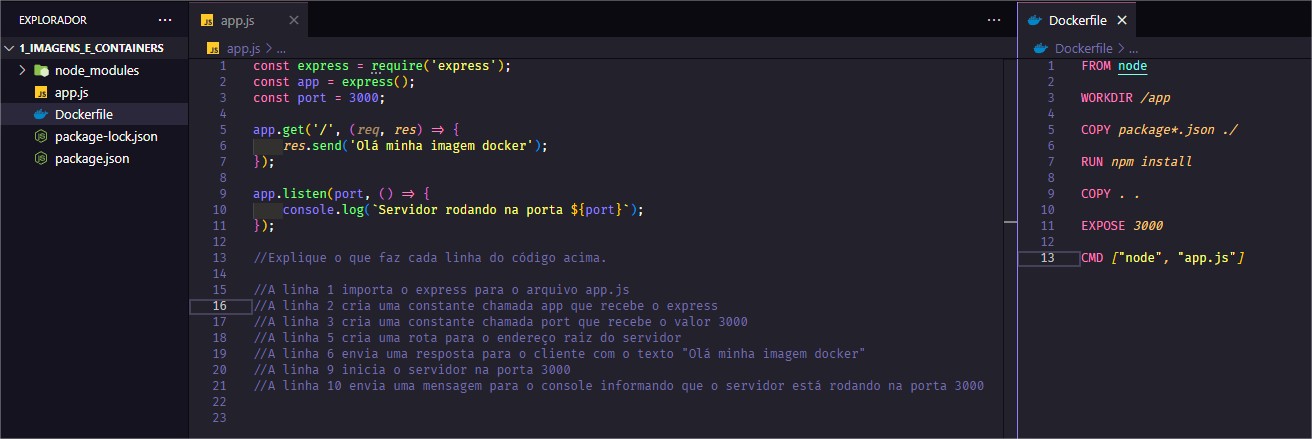 EXPLORADOR ...
1_IMAGENS_E_CONTAINERS
node_modules
app.js
Dockerfile
package-lock.json
package.json
app.js
app.js > ...
1 const express = require('express');
2 const app = express();
3 const port = 3000;
4
5 app.get('/', (req, res) => {
6     res.send('Olá minha imagem docker');
7 });
8
9 app.listen(port, () => {
10     console.log(`Servidor rodando na porta ${port}`);
11 });
12
13 //Explique o que faz cada linha do código acima.
14
15 //A linha 1 importa o express para o arquivo app.js
16 //A linha 2 cria uma constante chamada app que recebe o express
17 //A linha 3 cria uma constante chamada port que recebe o valor 3000
18 //A linha 5 cria uma rota para o endereço raiz do servidor
19 //A linha 6 envia uma resposta para o cliente com o texto "Olá minha imagem docker"
20 //A linha 9 inicia o servidor na porta 3000
21 //A linha 10 envia uma mensagem para o console informando que o servidor está rodando na porta 3000
22
23
Dockerfile
Dockerfile > ...
1 FROM node
2
3 WORKDIR /app
4
5 COPY package*.json ./
6
7 RUN npm install
8
9 COPY . .
10
11 EXPOSE 3000
12
13 CMD ["node", "app.js"]